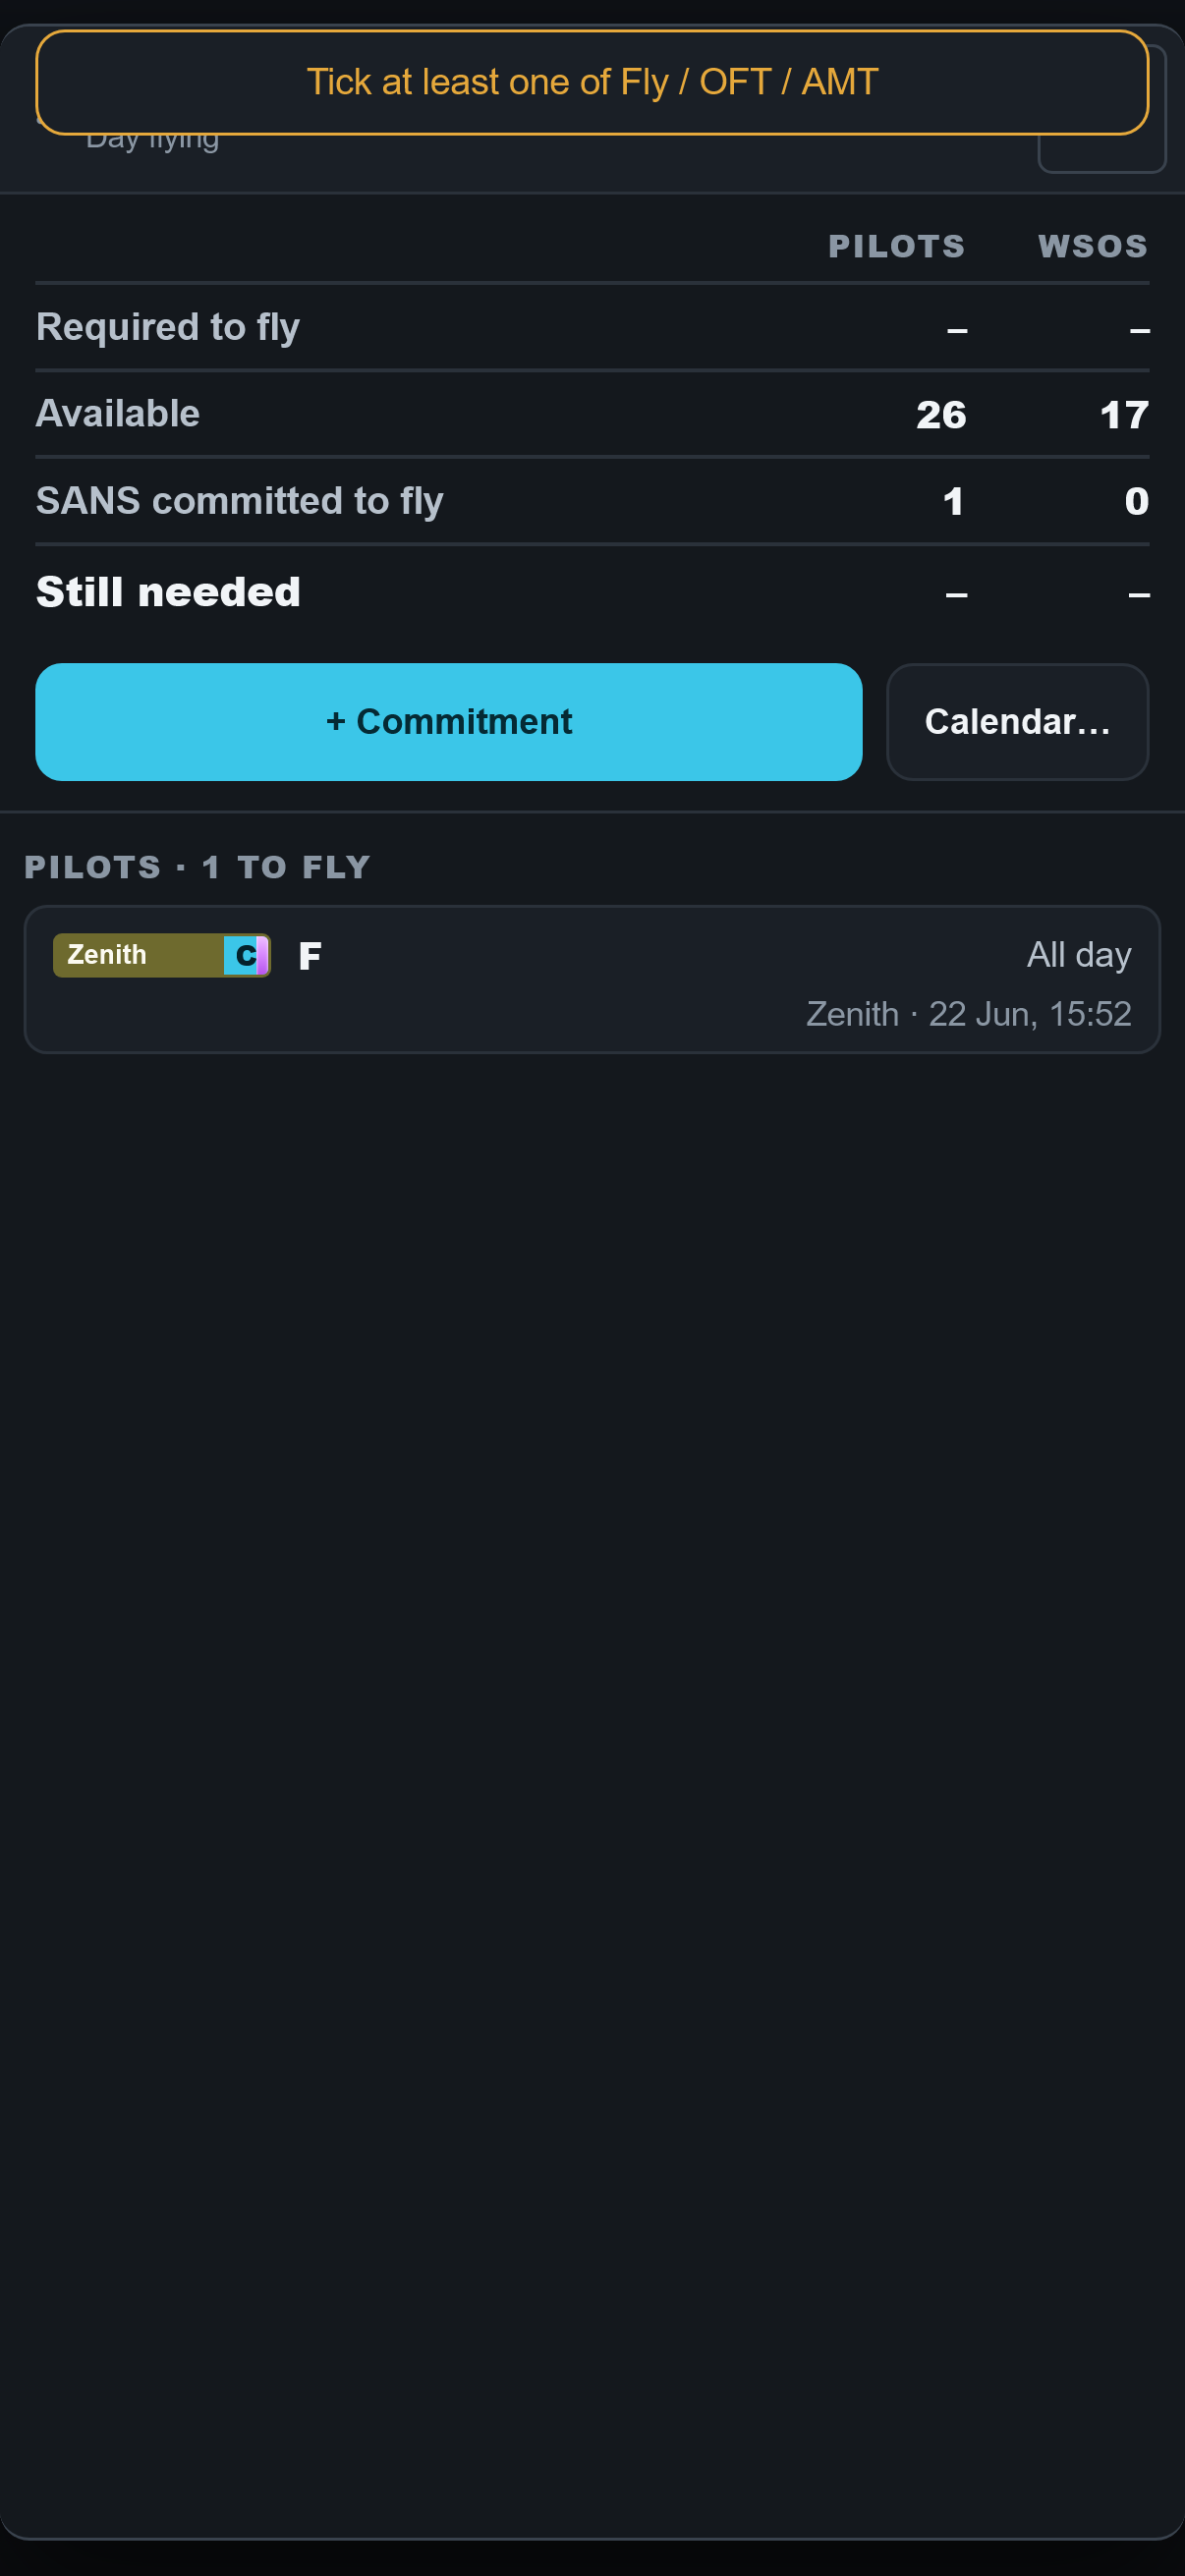 Tick at least one of Fly / OFT / AMT
Day flying
PILOTS WSOS
Required to fly – –
Available 26 17
SANS committed to fly 1 0
Still needed – –
+ Commitment Calendar…
PILOTS · 1 TO FLY
Zenith C F All day
Zenith · 22 Jun, 15:52